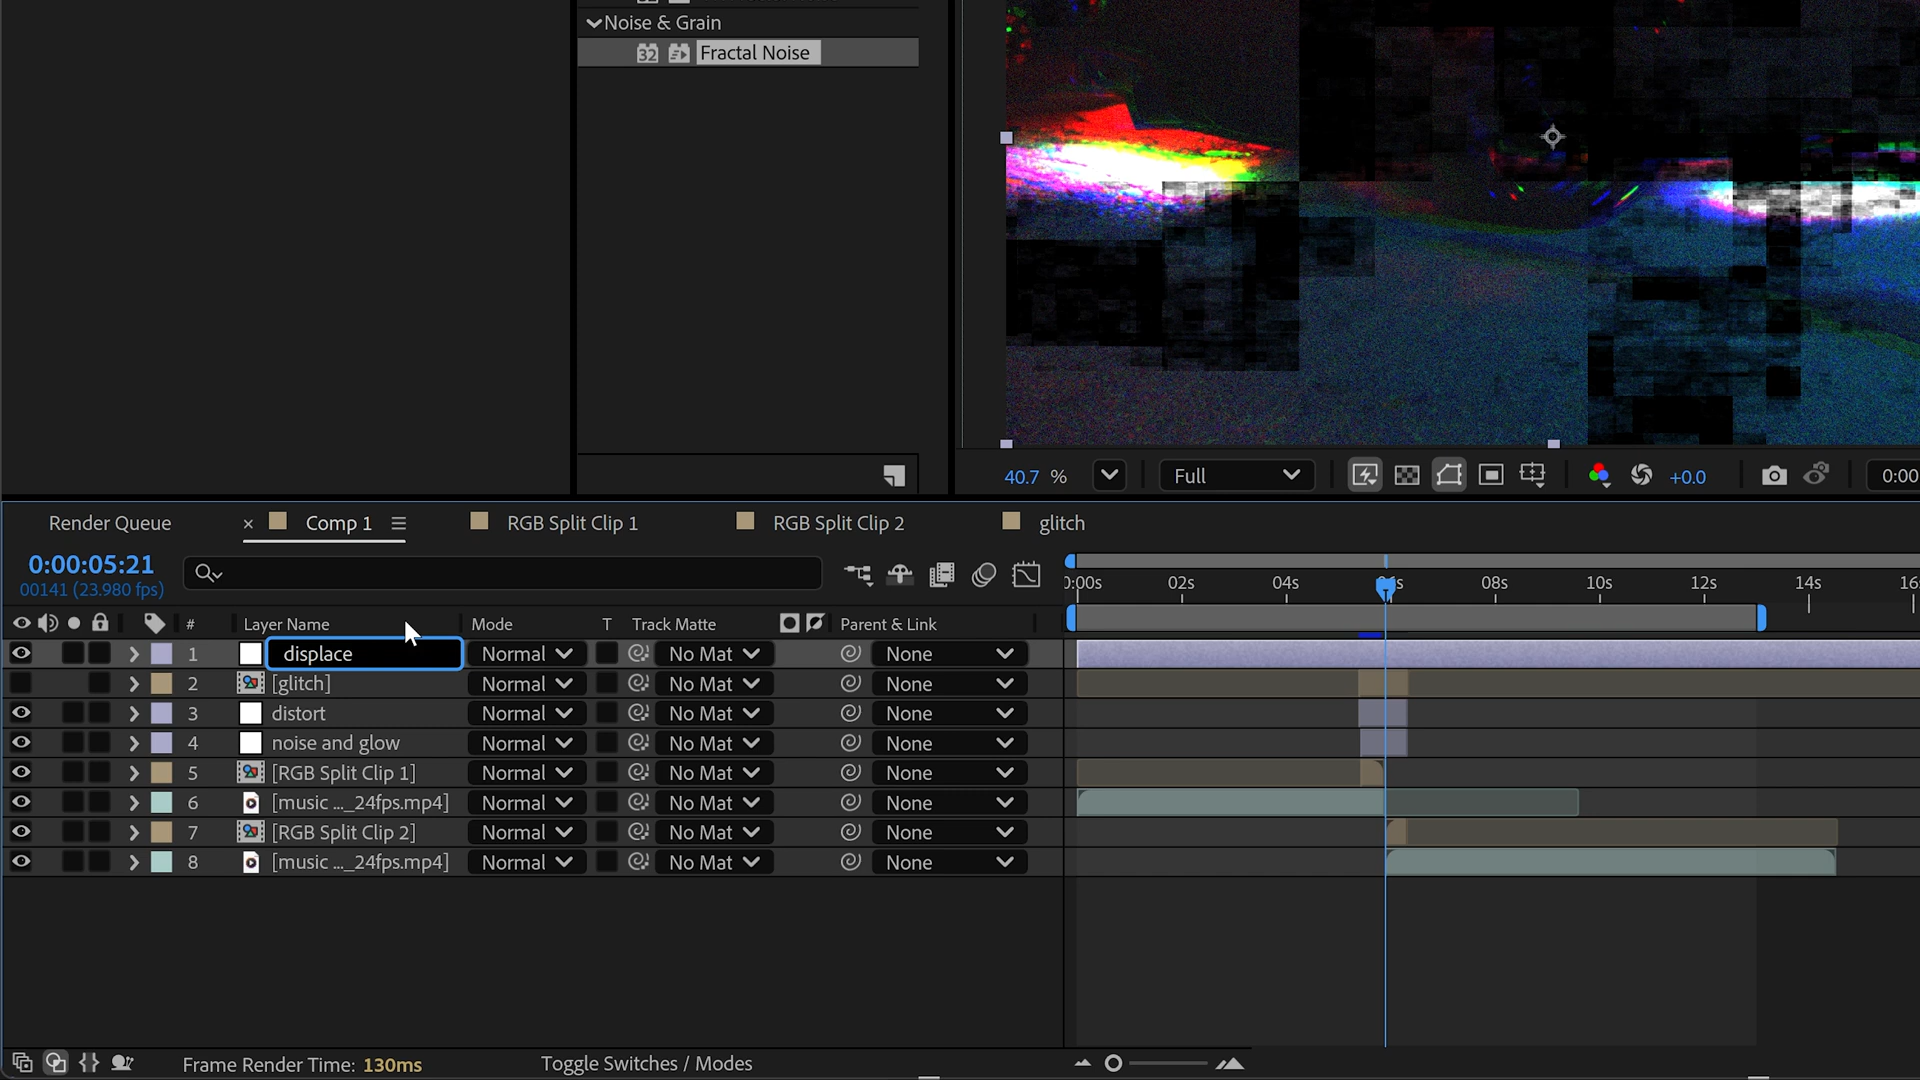 Noise & Grain
32 Fractal Noise
40.7 % Full +0.0 0:00
Render Queue × Comp 1 RGB Split Clip 1 RGB Split Clip 2 glitch
0:00:05:21
00141 (23.980 fps)
0:00s 02s 04s 06s 08s 10s 12s 14s 16s
# Layer Name Mode T Track Matte Parent & Link
1 displace Normal No Mat None
2 [glitch] Normal No Mat None
3 distort Normal No Mat None
4 noise and glow Normal No Mat None
5 [RGB Split Clip 1] Normal No Mat None
6 [music ..._24fps.mp4] Normal No Mat None
7 [RGB Split Clip 2] Normal No Mat None
8 [music ..._24fps.mp4] Normal No Mat None
Frame Render Time: 130ms Toggle Switches / Modes